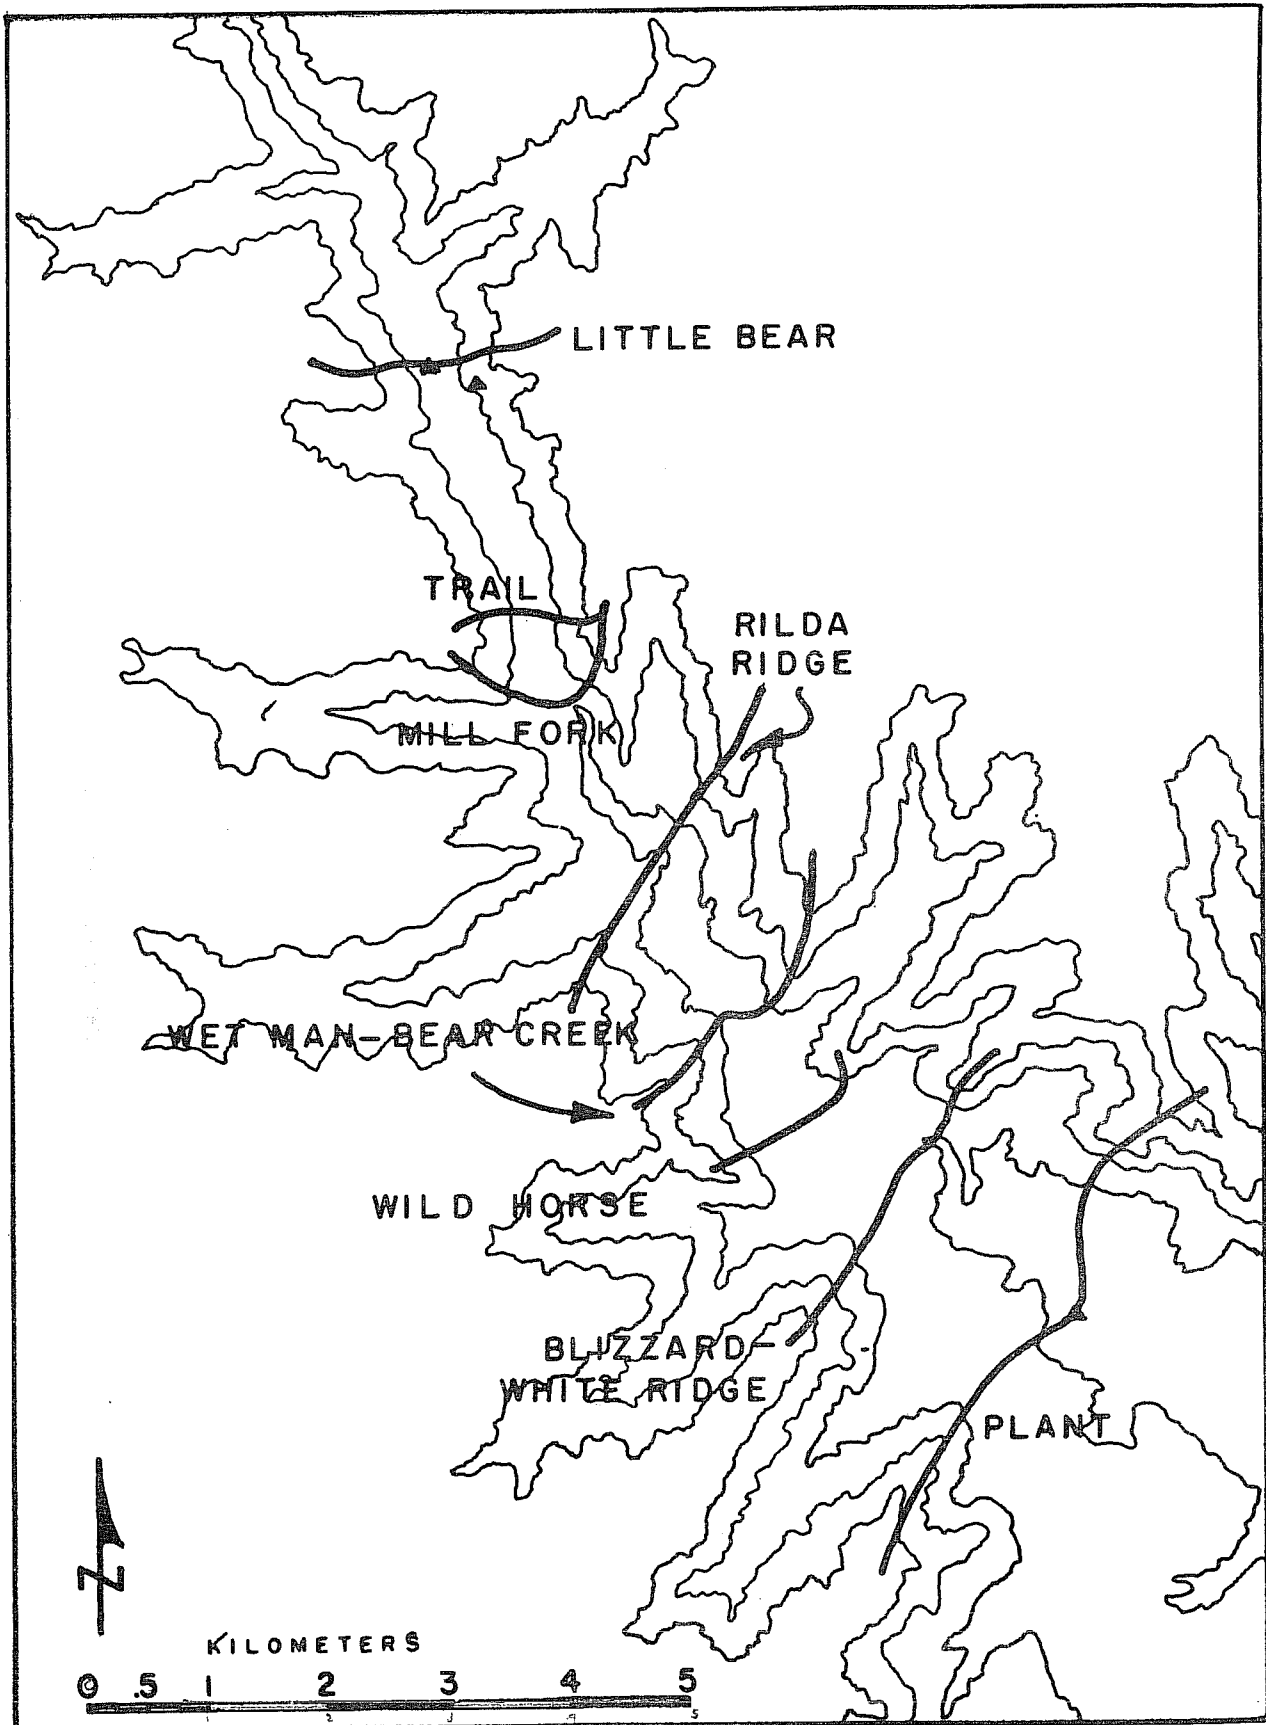 LITTLE BEAR
TRAIL
RILDA
RIDGE
MILL FORK
WET MAN-BEAR CREEK
WILD HORSE
BLIZZARD-
WHITE RIDGE
PLANT
N
KILOMETERS
0 .5 1 2 3 4 5